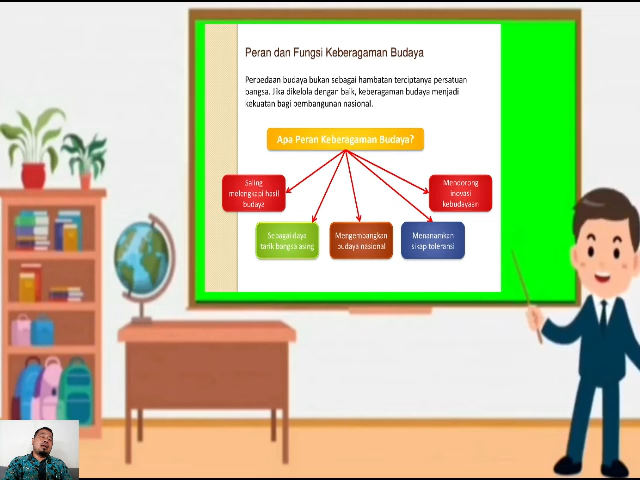 Peran dan Fungsi Keberagaman Budaya
Perbedaan budaya bukan sebagai hambatan terciptanya persatuan
bangsa. Jika dikelola dengan baik, keberagaman budaya menjadi
kekuatan bagi pembangunan nasional.
Apa Peran Keberagaman Budaya?
Saling
melengkapi hasil
budaya
Mendorong
inovasi
kebudayaan
Sebagai daya
tarik bangsa asing
Mengembangkan
budaya nasional
Menanamkan
sikap toleransi